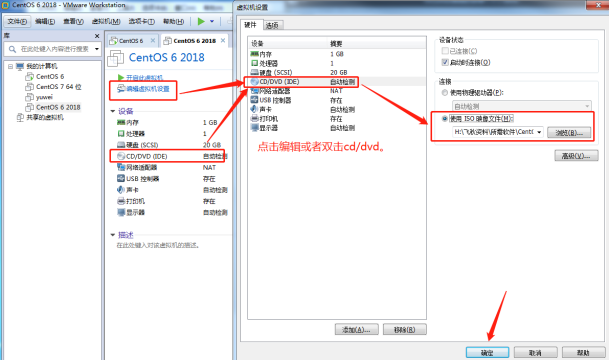 CentOS 6 2018 - VMware Workstation
文件(F) 编辑(E) 查看(V) 虚拟机(M) 选项卡(T) 帮助(H)
库
在此处键入内容进行搜索
我的计算机
CentOS 6
CentOS 7 64 位
yuwei
CentOS 6 2018
共享的虚拟机
CentOS 6
CentOS 6 2018
CentOS 6 2018
开启此虚拟机
编辑虚拟机设置
设备
内存 1 GB
处理器 1
硬盘 (SCSI) 20 GB
CD/DVD (IDE) 自动检测
网络适配器 NAT
USB 控制器 存在
声卡 自动检测
打印机 存在
显示器 自动检测
描述
在此处键入对该虚拟机的描述。
虚拟机设置
硬件 选项
设备 摘要
内存 1 GB
处理器 1
硬盘 (SCSI) 20 GB
CD/DVD (IDE) 自动检测
网络适配器 NAT
USB 控制器 存在
声卡 自动检测
打印机 存在
显示器 自动检测
点击编辑或者双击cd/dvd。
添加(A)... 移除(R)
设备状态
已连接(C)
启动时连接(O)
连接
使用物理驱动器(P):
自动检测
使用 ISO 映像文件(M):
浏览(B)...
高级(V)...
确定 取消 帮助